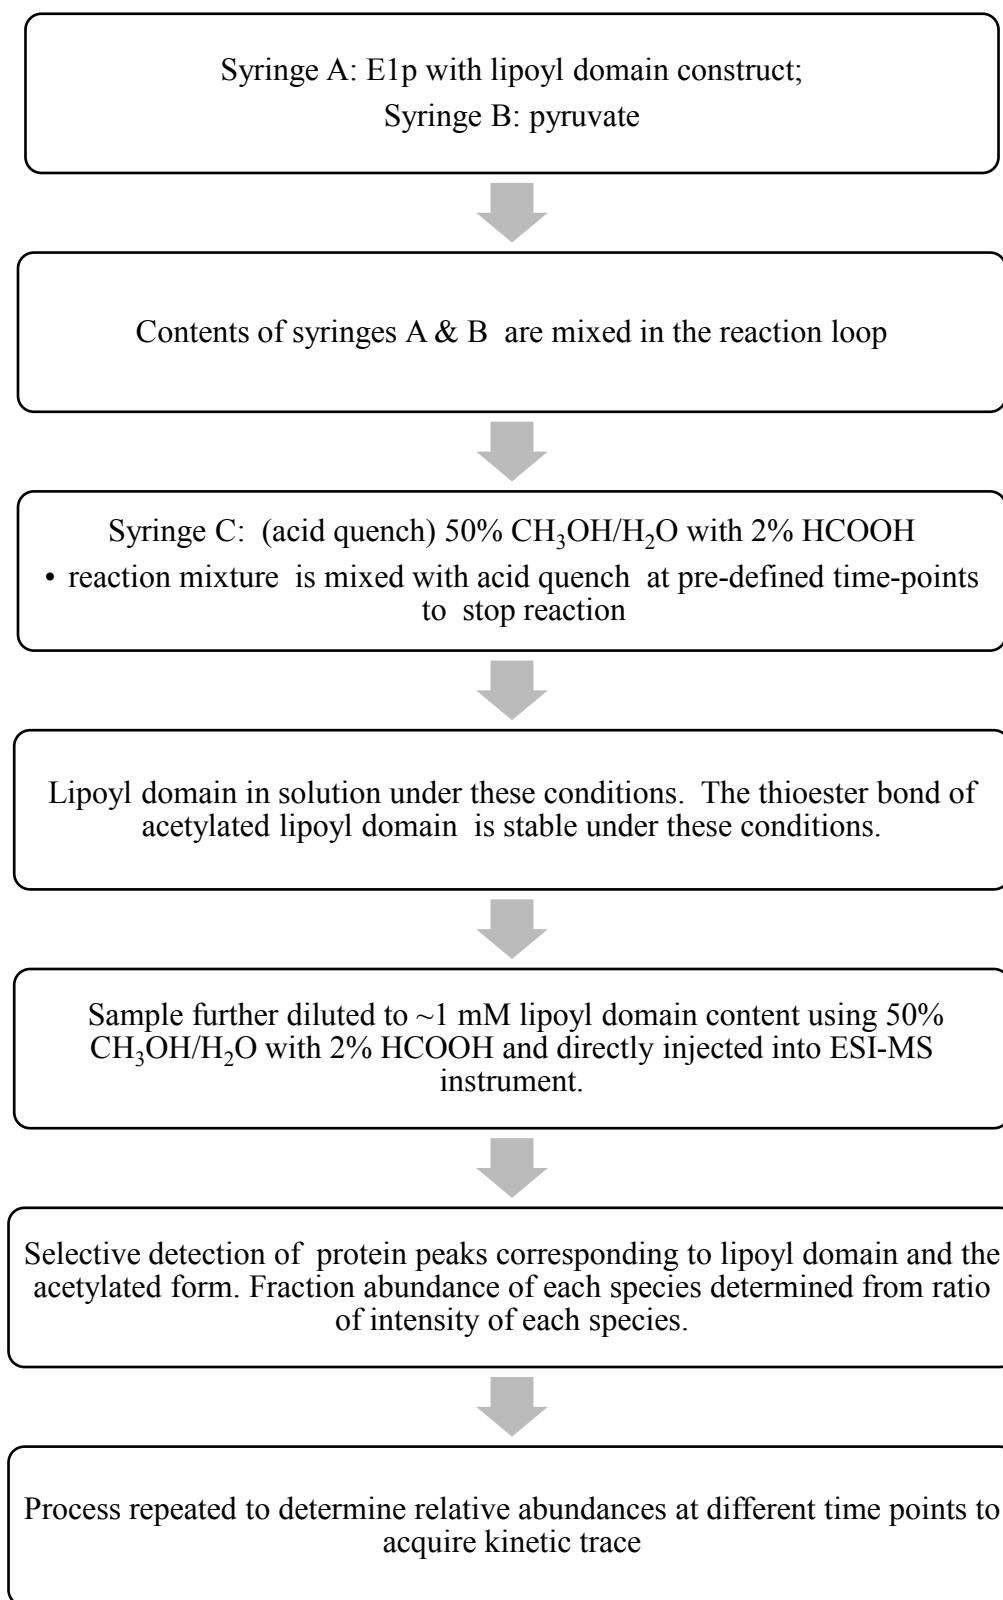 Syringe A: E1p with lipoyl domain construct;
Syringe B: pyruvate
Contents of syringes A & B are mixed in the reaction loop
Syringe C: (acid quench) 50% CH₃OH/H₂O with 2% HCOOH
• reaction mixture is mixed with acid quench at pre-defined time-points
to stop reaction
Lipoyl domain in solution under these conditions. The thioester bond of
acetylated lipoyl domain is stable under these conditions.
Sample further diluted to ~1 mM lipoyl domain content using 50%
CH₃OH/H₂O with 2% HCOOH and directly injected into ESI-MS
instrument.
Selective detection of protein peaks corresponding to lipoyl domain and the
acetylated form. Fraction abundance of each species determined from ratio
of intensity of each species.
Process repeated to determine relative abundances at different time points to
acquire kinetic trace